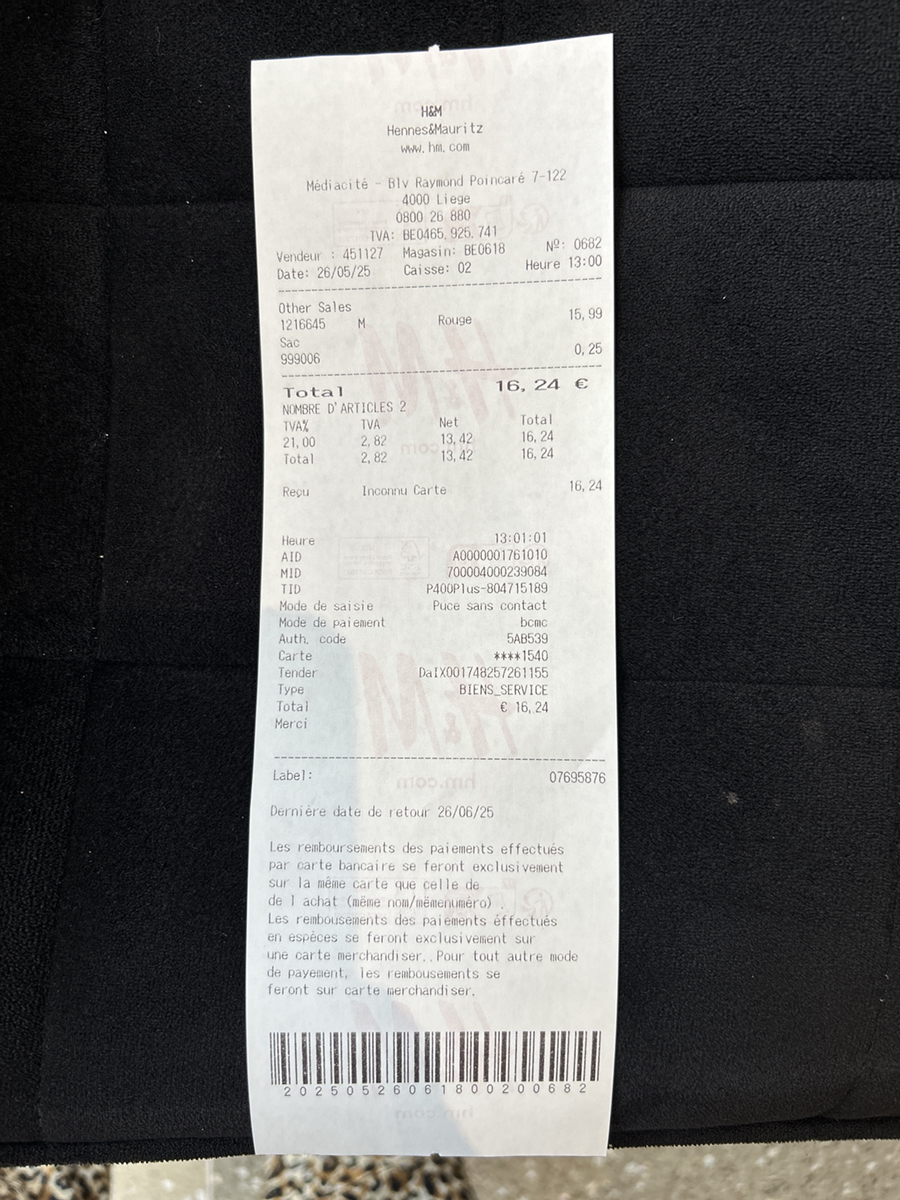 H&M
Hennes&Mauritz
www.hm.com
Médiacité - Blv Raymond Poincaré 7-122
4000 Liege
0800 26 880
TVA: BE0465.925.741
Vendeur : 451127 Magasin: BE0618 Nº: 0682
Date: 26/05/25 Caisse: 02 Heure 13:00
Other Sales
1216645 M Rouge 15,99
Sac
999006 0,25
Total 16,24 €
NOMBRE D'ARTICLES 2
TVA% TVA Net Total
21,00 2,82 13,42 16,24
Total 2,82 13,42 16,24
Reçu Inconnu Carte 16,24
Heure 13:01:01
AID A0000001761010
MID 700004000239084
TID P400Plus-804715189
Mode de saisie Puce sans contact
Mode de paiement bcmc
Auth. code 5AB539
Carte ****1540
Tender DaIX001748257261155
Type BIENS_SERVICE
Total € 16,24
Merci
Label: 07695876
Dernière date de retour 26/06/25
Les remboursements des paiements effectués
par carte bancaire se feront exclusivement
sur la même carte que celle de
de l achat (même nom/mêmenuméro) .
Les rembousements des paiements éffectués
en espèces se feront exclusivement sur
une carte merchandiser..Pour tout autre mode
de payement, les rembousements se
feront sur carte merchandiser.
2025052606180020 0682